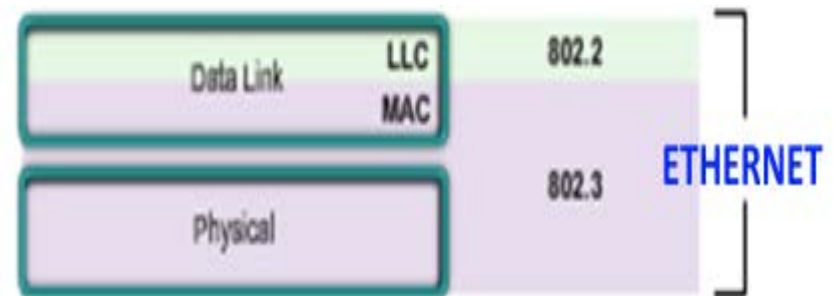 Data Link
LLC
MAC
802.2
802.3
ETHERNET
Physical